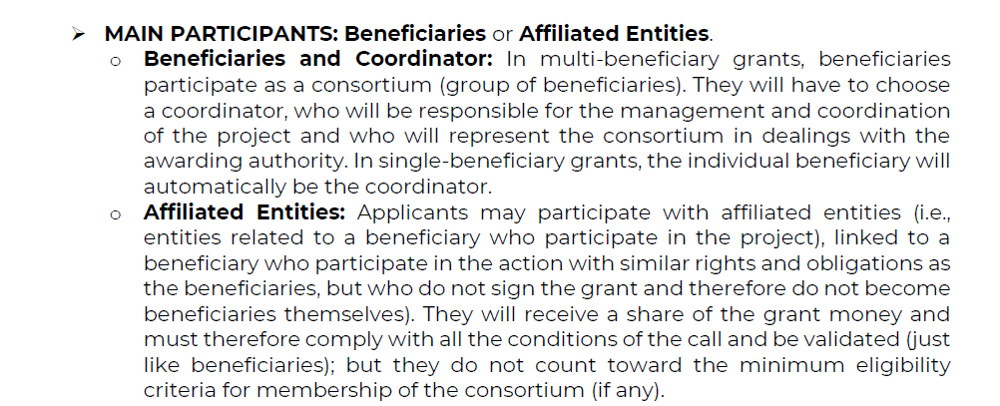 ➢ MAIN PARTICIPANTS: Beneficiaries or Affiliated Entities.
o Beneficiaries and Coordinator: In multi-beneficiary grants, beneficiaries
participate as a consortium (group of beneficiaries). They will have to choose
a coordinator, who will be responsible for the management and coordination
of the project and who will represent the consortium in dealings with the
awarding authority. In single-beneficiary grants, the individual beneficiary will
automatically be the coordinator.
o Affiliated Entities: Applicants may participate with affiliated entities (i.e.,
entities related to a beneficiary who participate in the project), linked to a
beneficiary who participate in the action with similar rights and obligations as
the beneficiaries, but who do not sign the grant and therefore do not become
beneficiaries themselves). They will receive a share of the grant money and
must therefore comply with all the conditions of the call and be validated (just
like beneficiaries); but they do not count toward the minimum eligibility
criteria for membership of the consortium (if any).